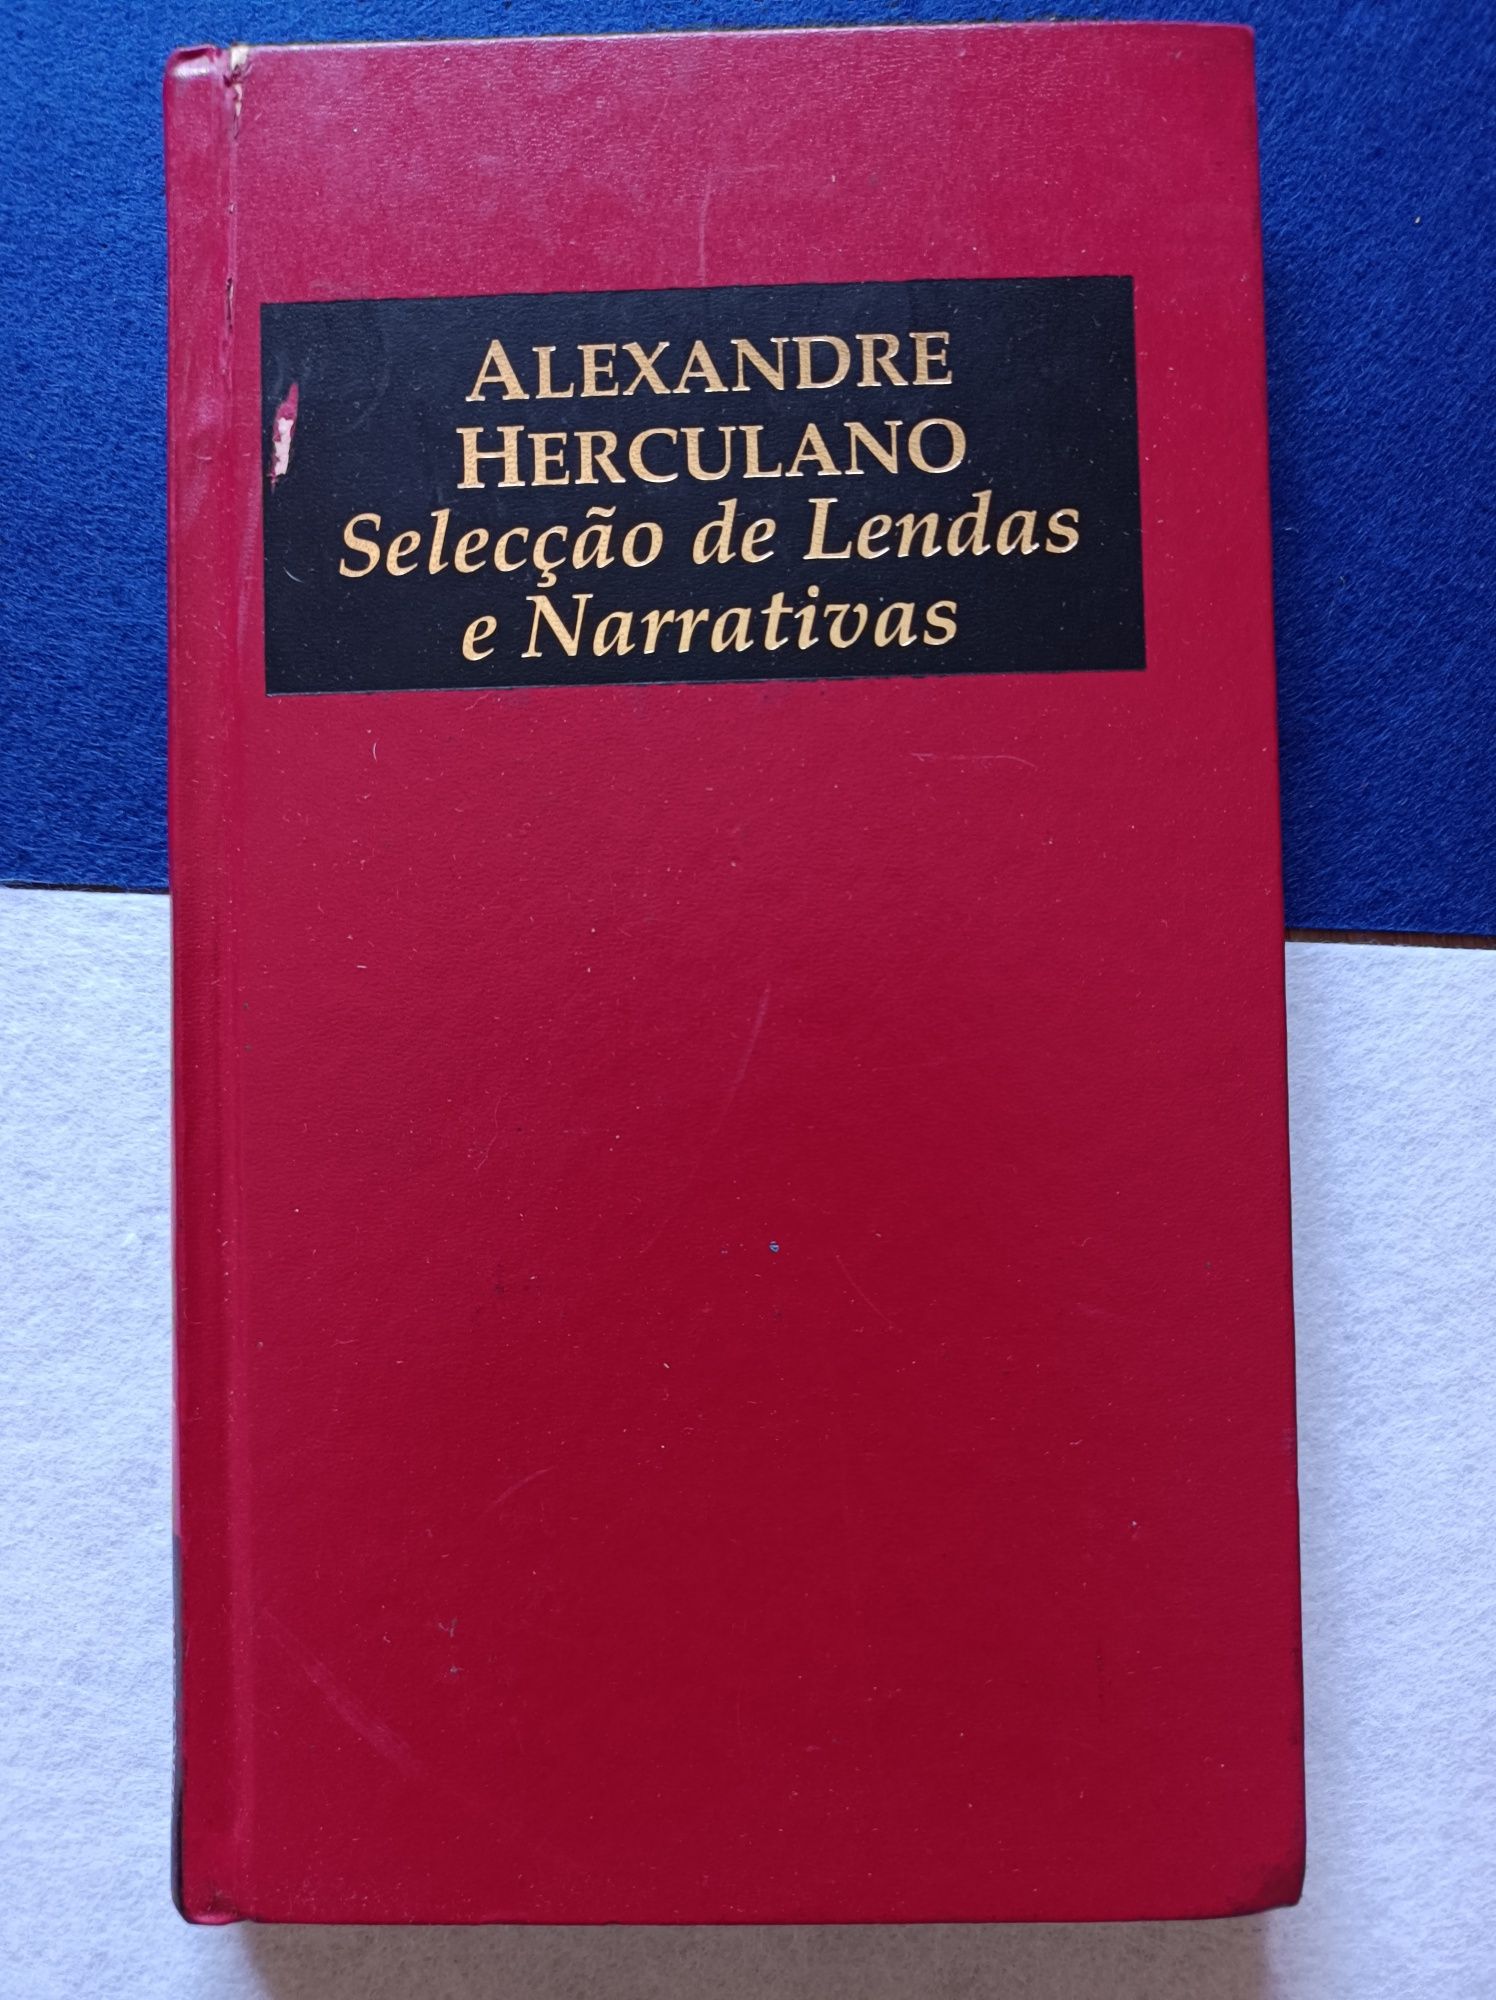 ALEXANDRE
HERCULANO
Selecção de Lendas
e Narrativas